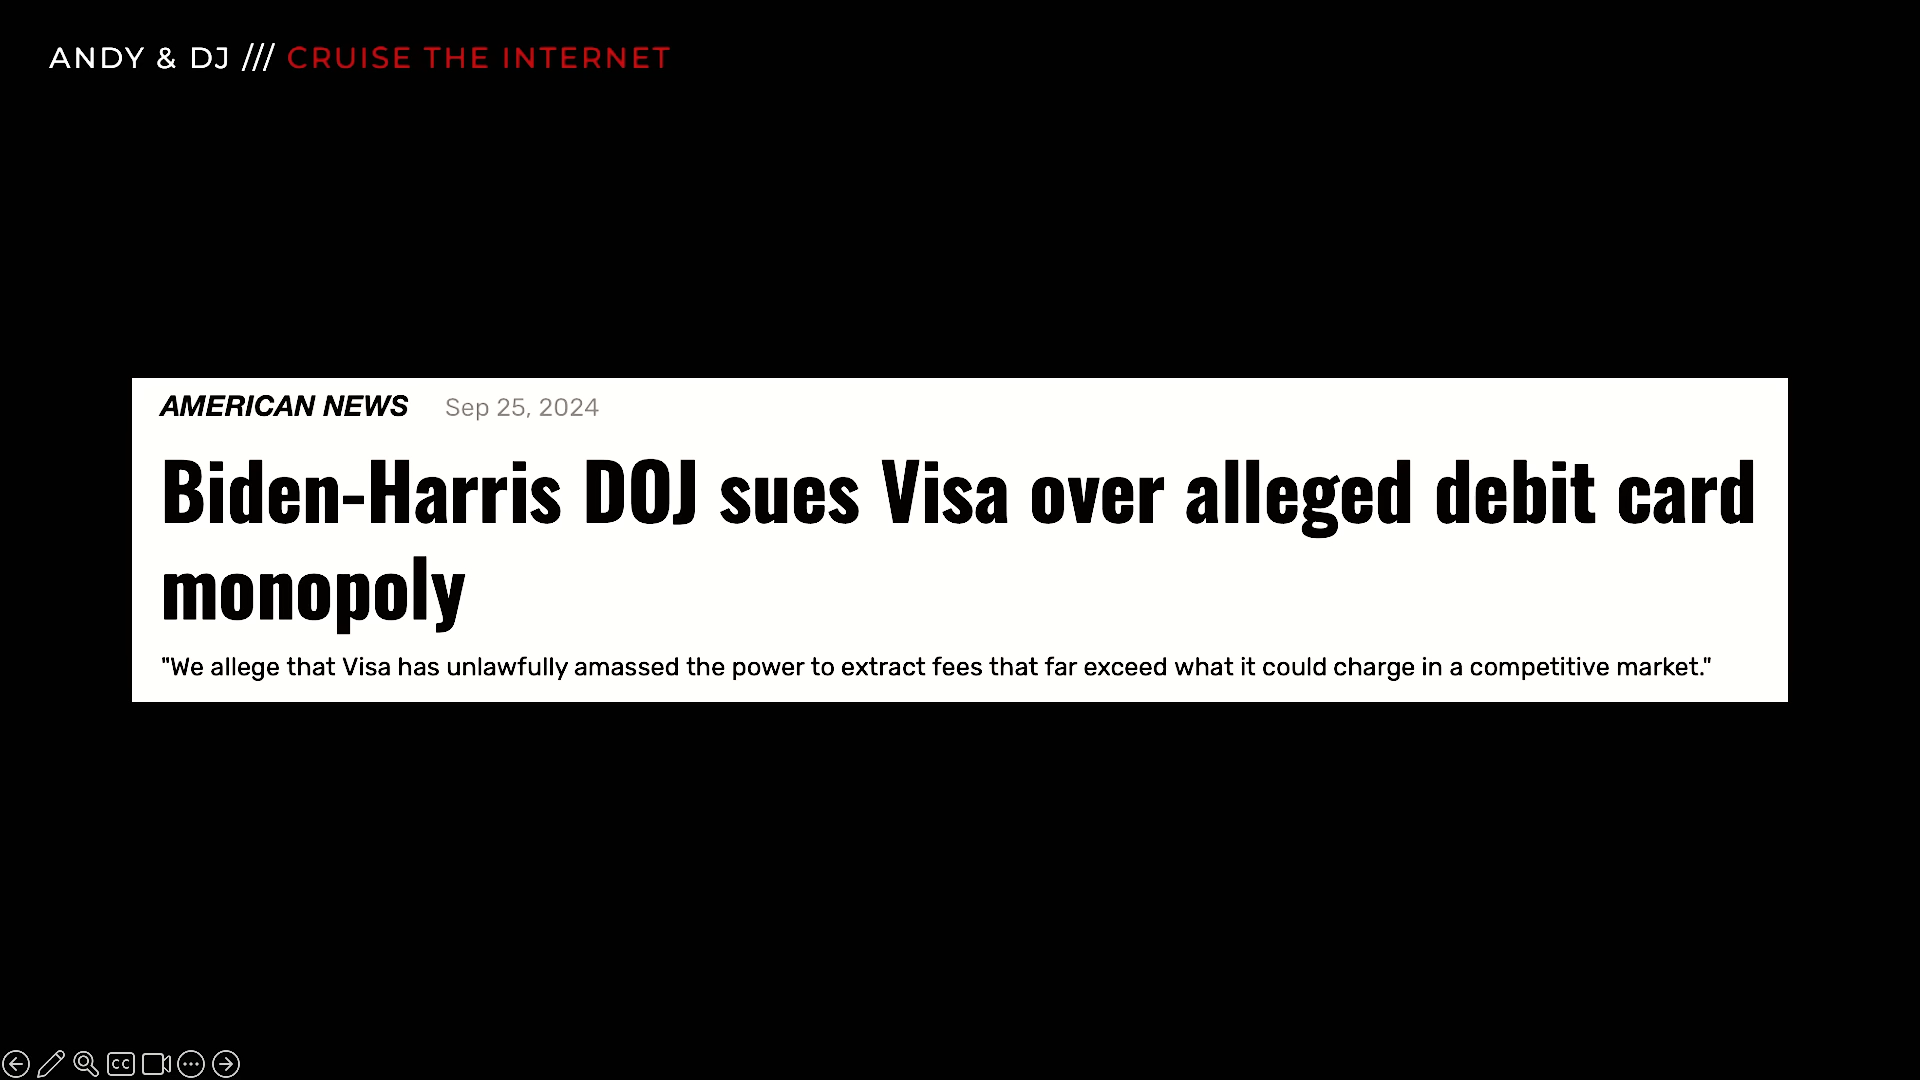 ANDY & DJ /// CRUISE THE INTERNET
AMERICAN NEWS Sep 25, 2024
Biden-Harris DOJ sues Visa over alleged debit card
monopoly
"We allege that Visa has unlawfully amassed the power to extract fees that far exceed what it could charge in a competitive market."
CC